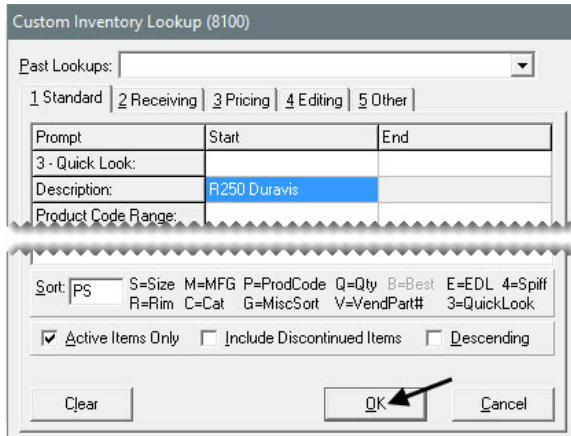 Custom Inventory Lookup (8100)
Past Lookups:
1 Standard 2 Receiving 3 Pricing 4 Editing 5 Other
Prompt Start End
3 - Quick Look:
Description: R250 Duravis
Product Code Range:
Sort: PS S=Size M=MFG P=ProdCode Q=Qty B=Best E=EDL 4=Spiff
R=Rim C=Cat G=MiscSort V=VendPart# 3=QuickLook
Active Items Only Include Discontinued Items Descending
Clear OK Cancel